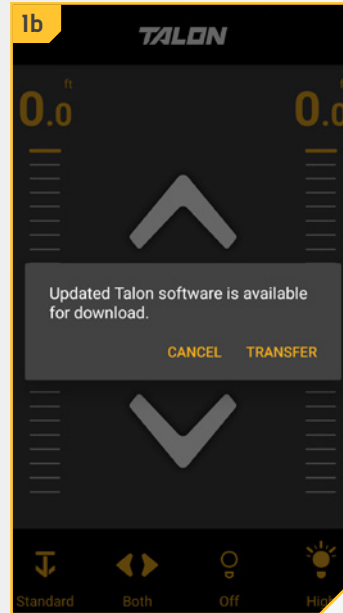 1b
TALON
ft
0.0
0.0
Updated Talon software is available
for download.
CANCEL TRANSFER
Standard Both Off High